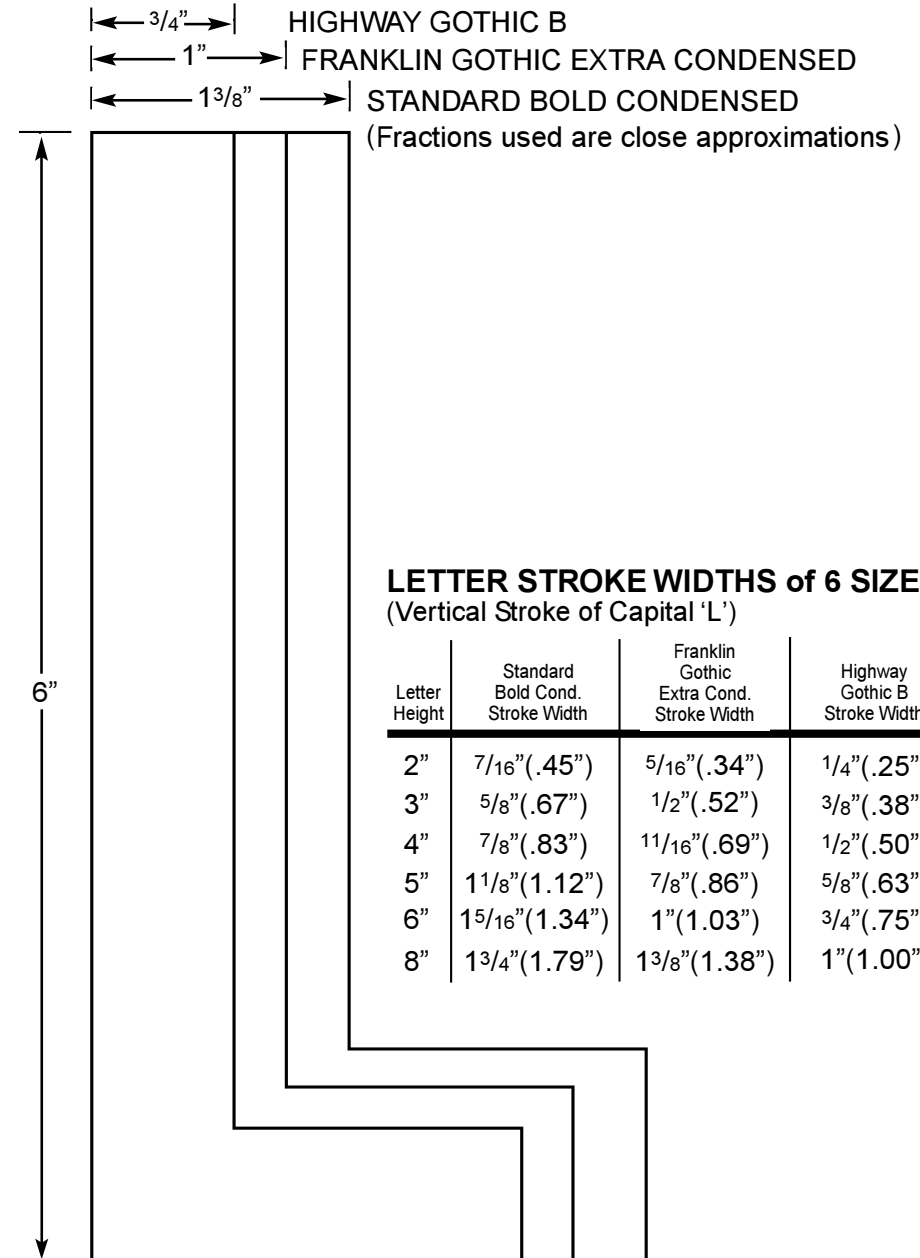 3/4” HIGHWAY GOTHIC B
1” FRANKLIN GOTHIC EXTRA CONDENSED
13/8” STANDARD BOLD CONDENSED
(Fractions used are close approximations)
6”
LETTER STROKE WIDTHS of 6 SIZE
(Vertical Stroke of Capital ‘L’)
Letter Height Standard Bold Cond. Stroke Width Franklin Gothic Extra Cond. Stroke Width Highway Gothic B Stroke Width
2” 7/16”(.45”) 5/16”(.34”) 1/4”(.25”
3” 5/8”(.67”) 1/2”(.52”) 3/8”(.38”
4” 7/8”(.83”) 11/16”(.69”) 1/2”(.50”
5” 11/8”(1.12”) 7/8”(.86”) 5/8”(.63”
6” 15/16”(1.34”) 1”(1.03”) 3/4”(.75”
8” 13/4”(1.79”) 13/8”(1.38”) 1”(1.00”